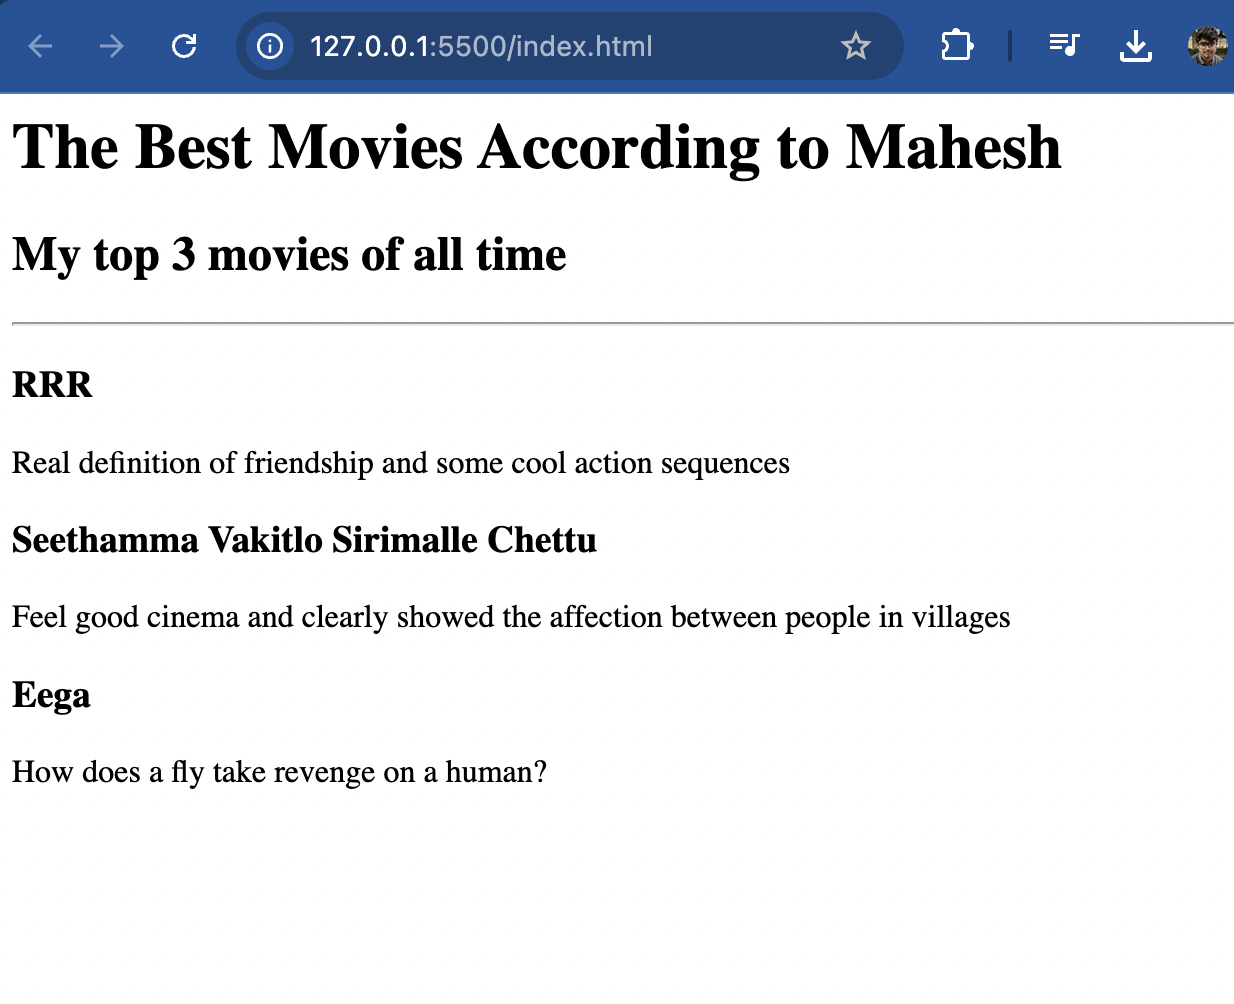 127.0.0.1:5500/index.html
The Best Movies According to Mahesh
My top 3 movies of all time
RRR
Real definition of friendship and some cool action sequences
Seethamma Vakitlo Sirimalle Chettu
Feel good cinema and clearly showed the affection between people in villages
Eega
How does a fly take revenge on a human?